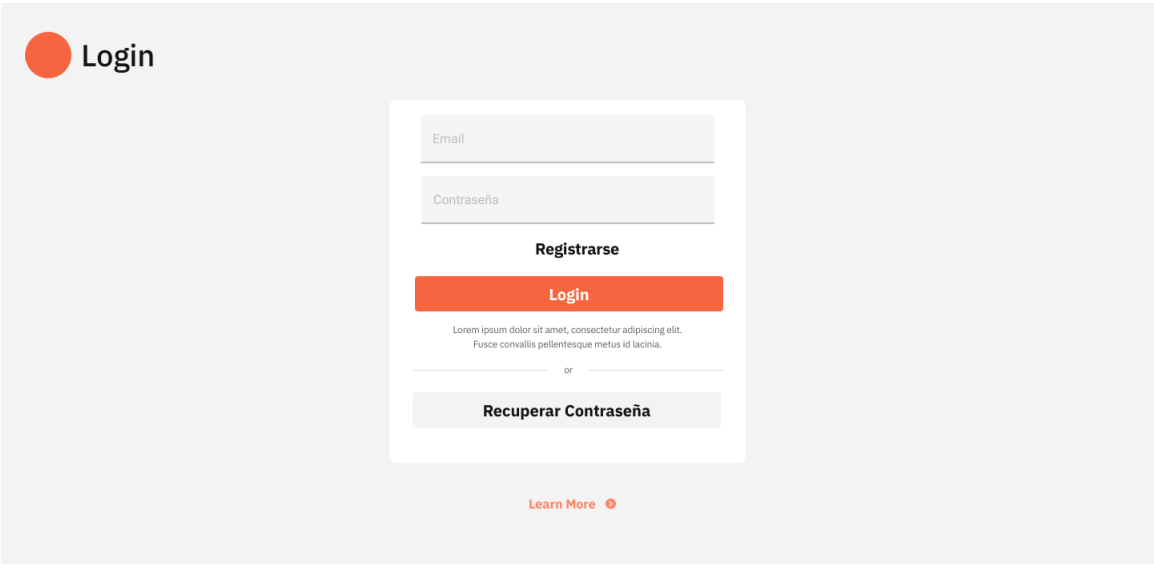 Login
Email
Contraseña
Registrarse
Login
Lorem ipsum dolor sit amet, consectetur adipiscing elit.
Fusce convallis pellentesque metus id lacinia.
or
Recuperar Contraseña
Learn More